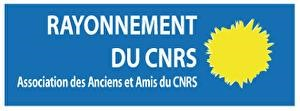 RAYONNEMENT
DU CNRS
Association des Anciens et Amis du CNRS